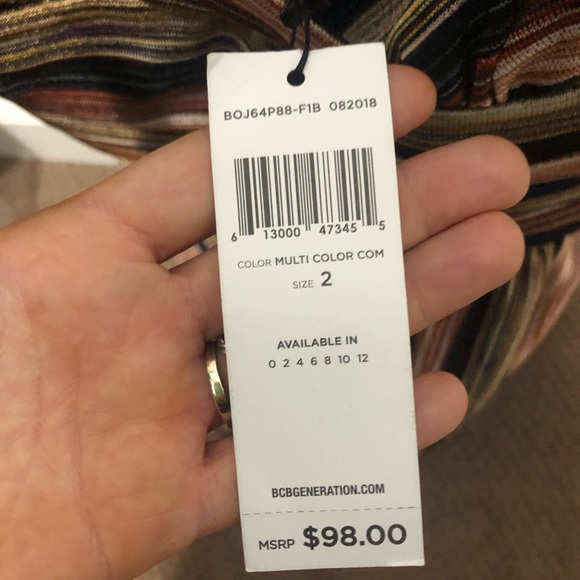 BOJ64P88-F1B 082018
6 13000 47345 5
COLOR MULTI COLOR COM
SIZE 2
AVAILABLE IN
0 2 4 6 8 10 12
BCBGENERATION.COM
MSRP $98.00